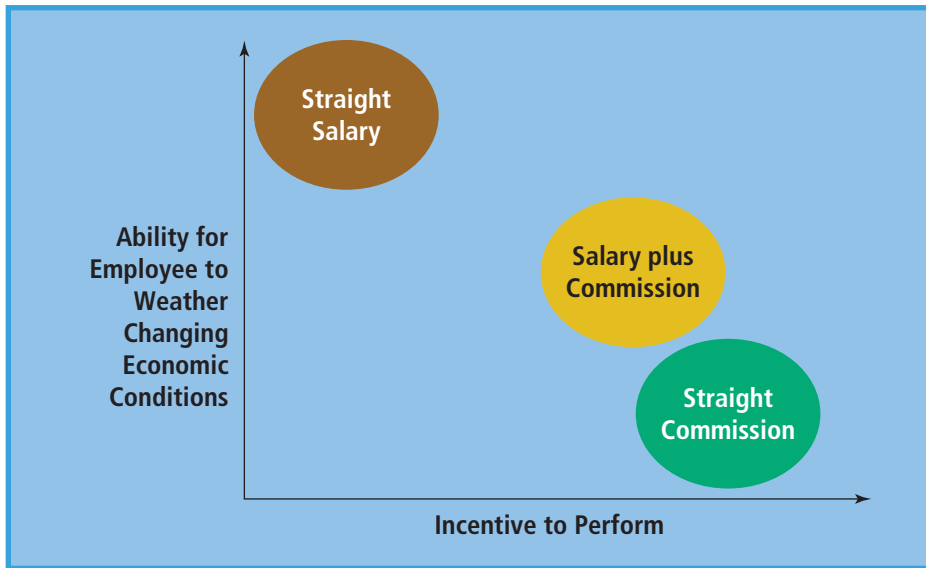 Straight
Salary
Ability for
Employee to
Weather
Changing
Economic
Conditions
Salary plus
Commission
Straight
Commission
Incentive to Perform